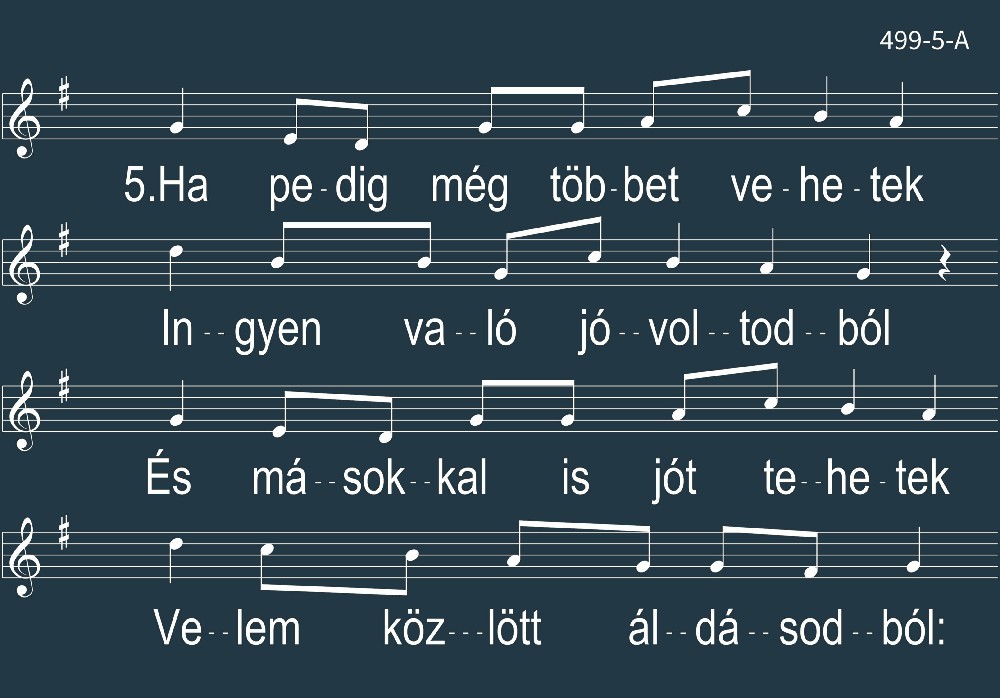 499-5-A
5.Ha pe-dig még töb-bet ve-he-tek
In--gyen va--ló jó--vol--tod--ból
És má--sok--kal is jót te--he-tek
Ve--lem köz---lött ál--dá--sod--ból: